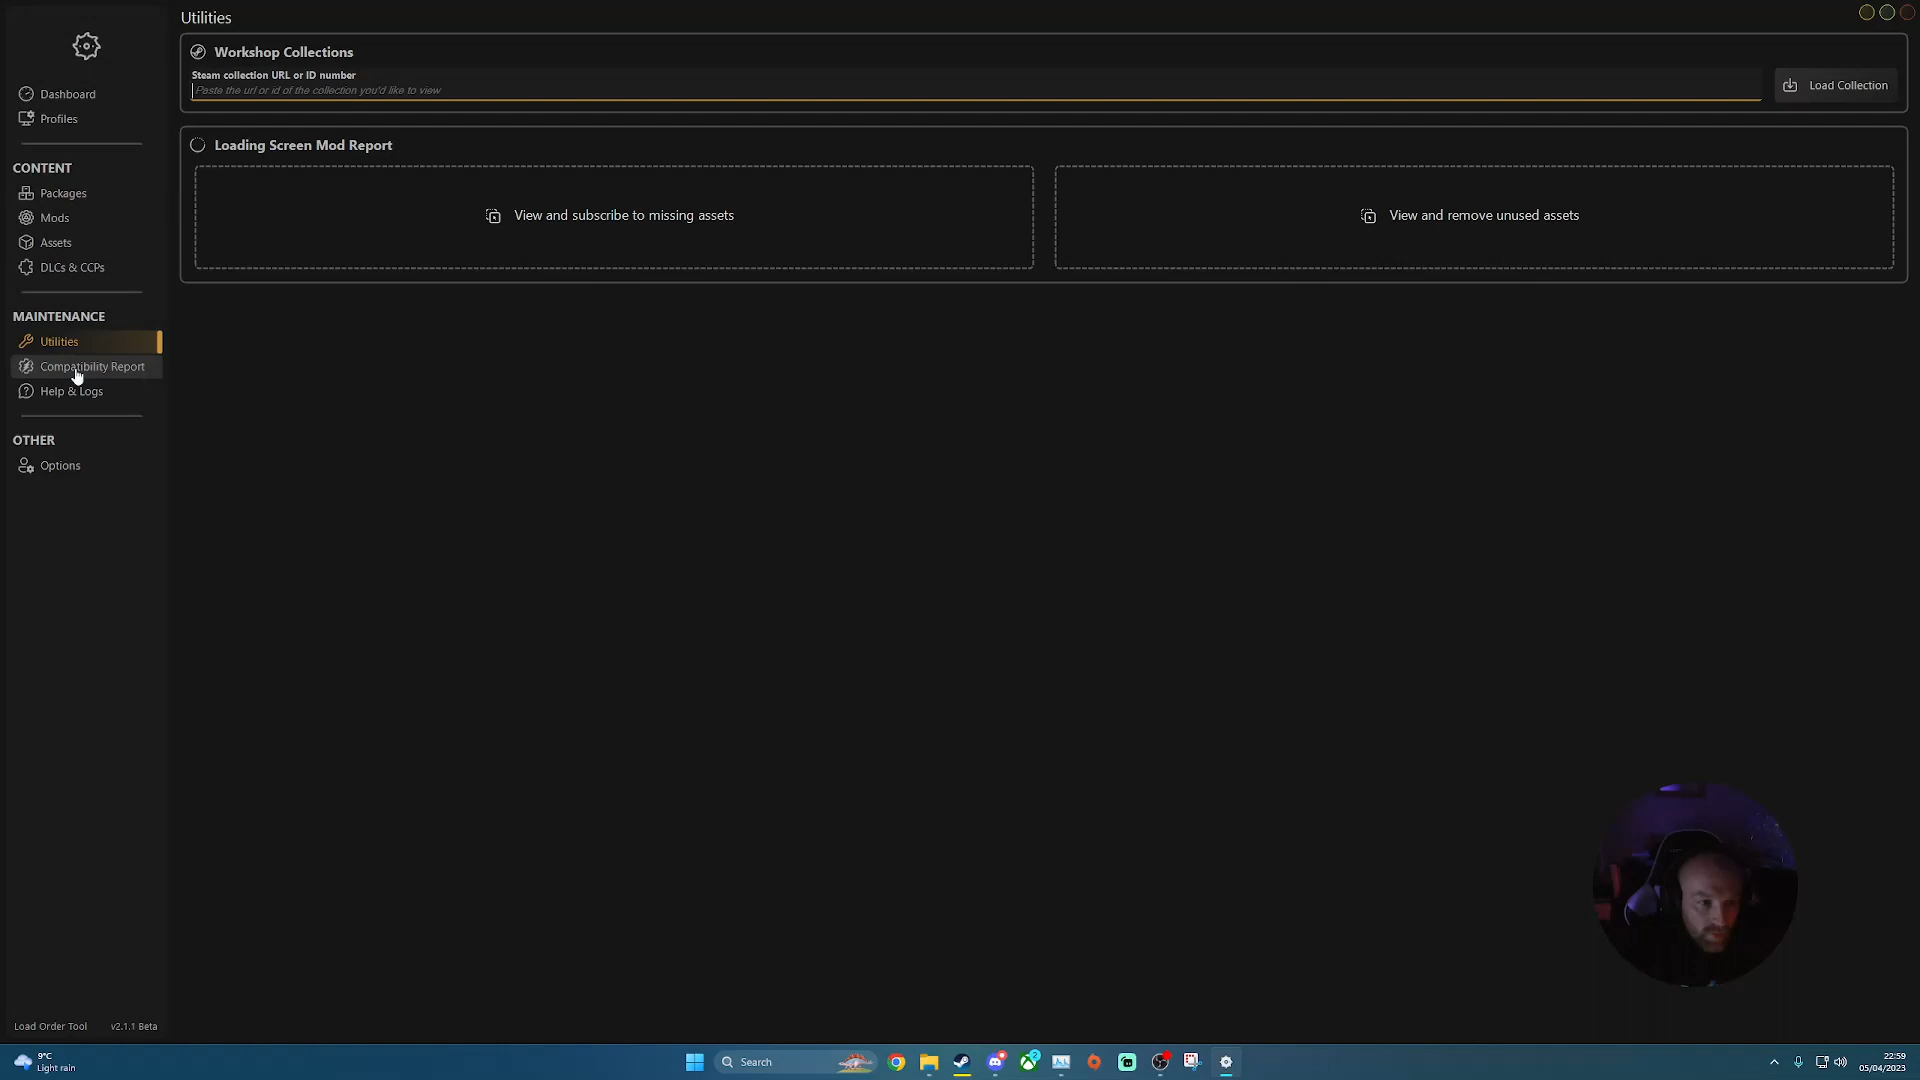 Utilities
Workshop Collections
Steam collection URL or ID number
Paste the url or id of the collection you'd like to view
Load Collection
Dashboard
Profiles
Loading Screen Mod Report
CONTENT
Packages
Mods
Assets
DLCs & CCPs
View and subscribe to missing assets
View and remove unused assets
MAINTENANCE
Utilities
Compatibility Report
Help & Logs
OTHER
Options
Load Order Tool v2.1.1 Beta
9°C
Light rain
Search
2
22:59
05/04/2023